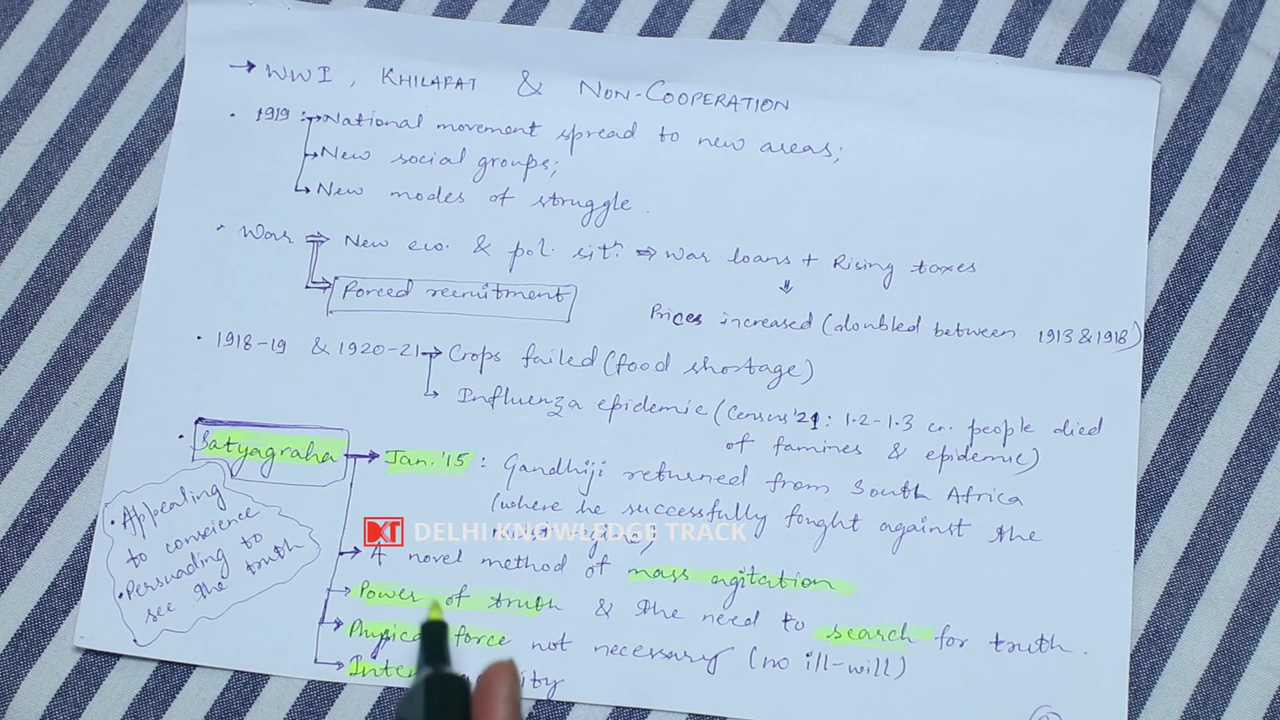 → WWI, KHILAFAT & NON-COOPERATION
• 1919 : → National movement spread to new areas;
→ New social groups;
→ New modes of struggle.
• War ⇒ New eco. & pol. sitⁿ. ⇒ War loans + Rising taxes
⇓
Forced recruitment
Prices increased (doubled between 1913 & 1918)
• 1918-19 & 1920-21 → Crops failed (food shortage)
→ Influenza epidemic (Census '21 : 1.2-1.3 cr. people died
of famines & epidemic)
• Satyagraha → Jan. '15 : Gandhiji returned from South Africa
(where he successfully fought against the
DKT DELHI KNOWLEDGE TRACK
→ A novel method of mass agitation
→ Power of truth & the need to search for truth.
→ Physical force not necessary (no ill-will)
• Appealing
to conscience
• Persuading to
see the truth